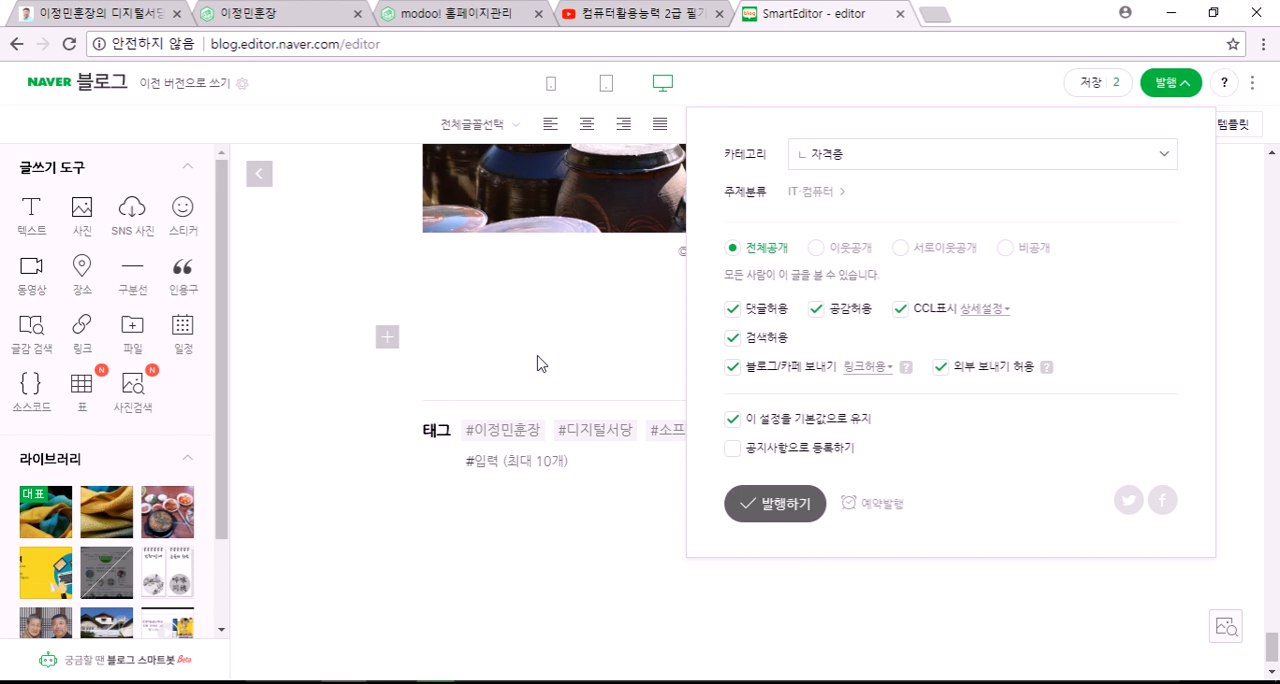 이정민훈장의 디지털서당
이정민훈장
modoo! 홈페이지관리
컴퓨터활용능력 2급 필기
SmartEditor - editor
안전하지 않음 blog.editor.naver.com/editor
NAVER 블로그 이전 버전으로 쓰기
저장 2 발행 ?
전체글꼴선택
템플릿
글쓰기 도구
텍스트 사진 SNS 사진 스티커
동영상 장소 구분선 인용구
글감 검색 링크 파일 일정
N N
소스코드 표 사진검색
라이브러리
대표
궁금할 땐 블로그 스마트봇 Beta
©
태그 #이정민훈장 #디지털서당 #소프
#입력 (최대 10개)
카테고리 ㄴ 자격증
주제분류 IT·컴퓨터 >
전체공개 이웃공개 서로이웃공개 비공개
모든 사람이 이 글을 볼 수 있습니다.
댓글허용 공감허용 CCL표시 상세설정
검색허용
블로그/카페 보내기 링크허용 ? 외부 보내기 허용 ?
이 설정을 기본값으로 유지
공지사항으로 등록하기
발행하기 예약발행